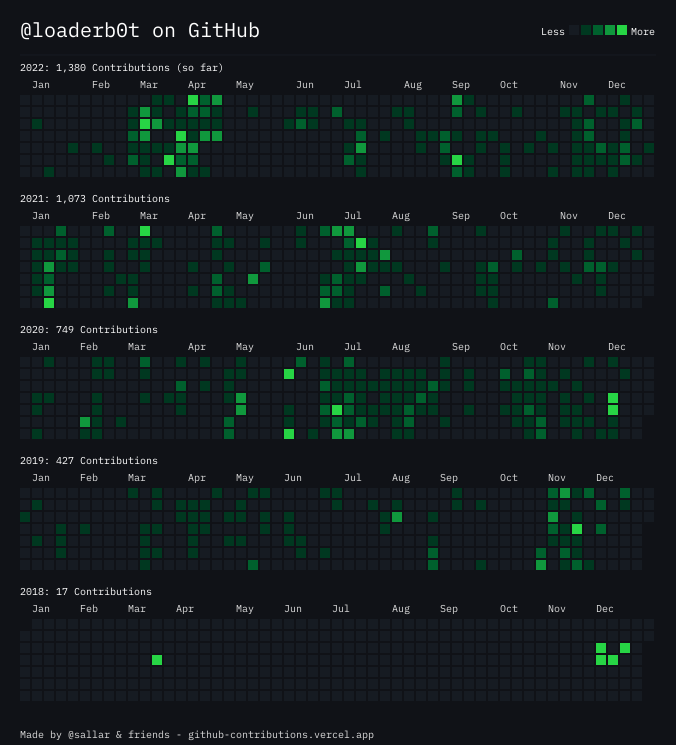 @loaderb0t on GitHub
Less More
2022: 1,380 Contributions (so far)
Jan Feb Mar Apr May Jun Jul Aug Sep Oct Nov Dec
2021: 1,073 Contributions
Jan Feb Mar Apr May Jun Jul Aug Sep Oct Nov Dec
2020: 749 Contributions
Jan Feb Mar Apr May Jun Jul Aug Sep Oct Nov Dec
2019: 427 Contributions
Jan Feb Mar Apr May Jun Jul Aug Sep Oct Nov Dec
2018: 17 Contributions
Jan Feb Mar Apr May Jun Jul Aug Sep Oct Nov Dec
Made by @sallar & friends - github-contributions.vercel.app